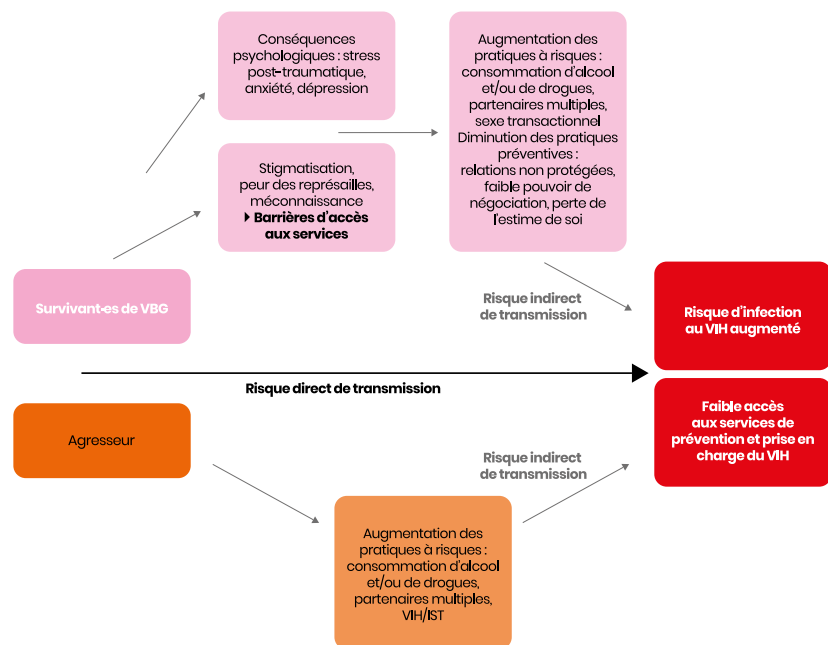 Conséquences
psychologiques : stress
post-traumatique,
anxiété, dépression
Stigmatisation,
peur des représailles,
méconnaissance
▸ Barrières d'accès
aux services
Augmentation des
pratiques à risques :
consommation d'alcool
et/ou de drogues,
partenaires multiples,
sexe transactionnel
Diminution des pratiques
préventives :
relations non protégées,
faible pouvoir de
négociation, perte de
l'estime de soi
Survivant·es de VBG
Risque indirect
de transmission
Risque d'infection
au VIH augmenté
Risque direct de transmission
Agresseur
Faible accès
aux services de
prévention et prise en
charge du VIH
Risque indirect
de transmission
Augmentation des
pratiques à risques :
consommation d'alcool
et/ou de drogues,
partenaires multiples,
VIH/IST